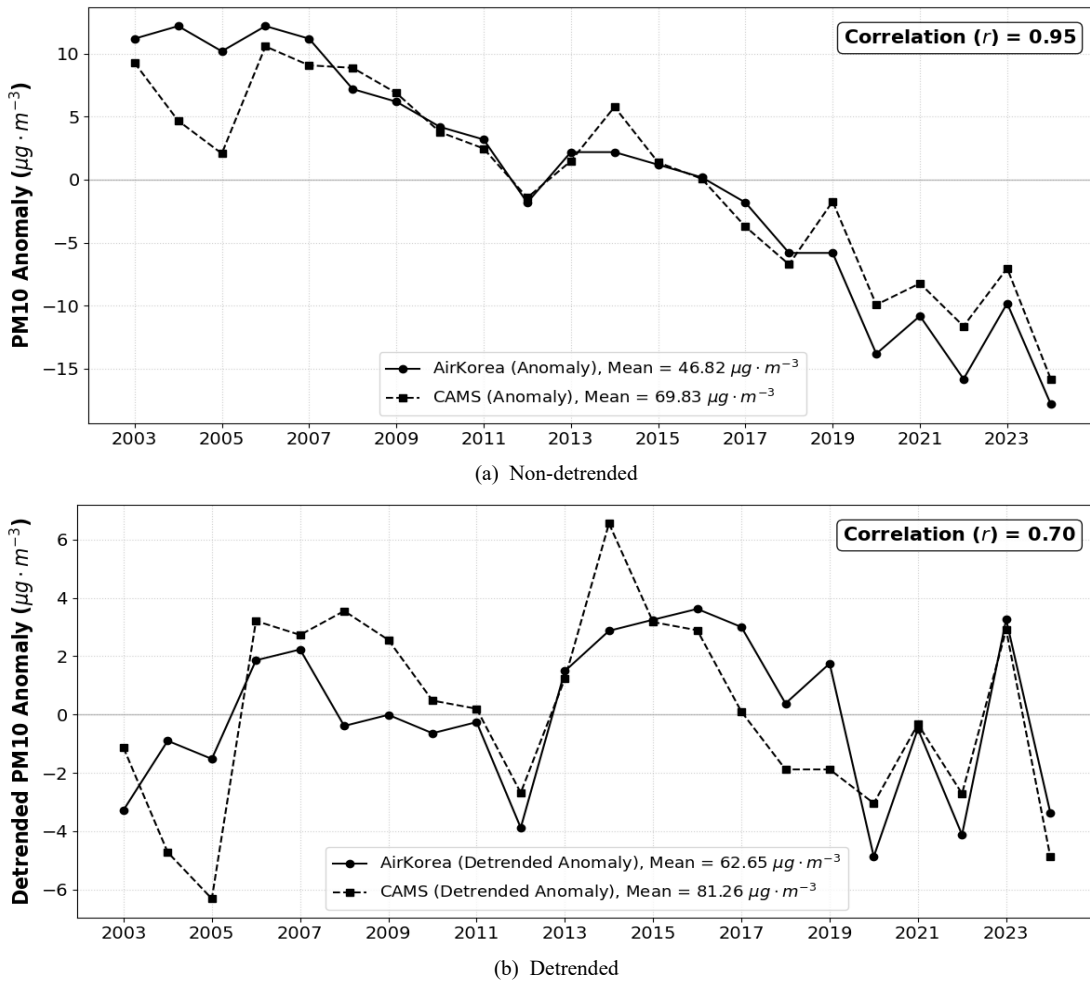 Correlation (r) = 0.95
PM10 Anomaly (μg · m⁻³)
10
5
0
−5
−10
−15
AirKorea (Anomaly), Mean = 46.82 μg · m⁻³
CAMS (Anomaly), Mean = 69.83 μg · m⁻³
2003 2005 2006 2007 2009 2011 2013 2015 2017 2019 2021 2023
(a) Non-detrended
Correlation (r) = 0.70
Detrended PM10 Anomaly (μg · m⁻³)
6
4
2
0
−2
−4
−6
AirKorea (Detrended Anomaly), Mean = 62.65 μg · m⁻³
CAMS (Detrended Anomaly), Mean = 81.26 μg · m⁻³
2003 2005 2007 2009 2011 2013 2015 2017 2019 2021 2023
(b) Detrended